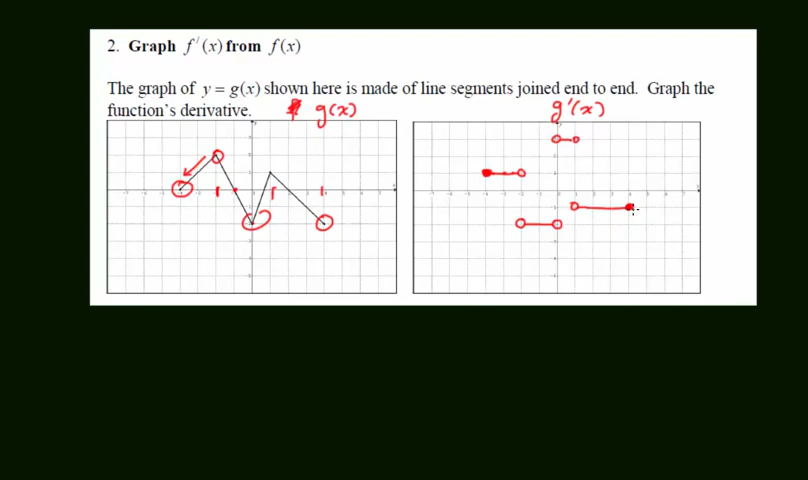 2. Graph f'(x) from f(x)
The graph of y = g(x) shown here is made of line segments joined end to end. Graph the
function's derivative.
g(x)
g'(x)